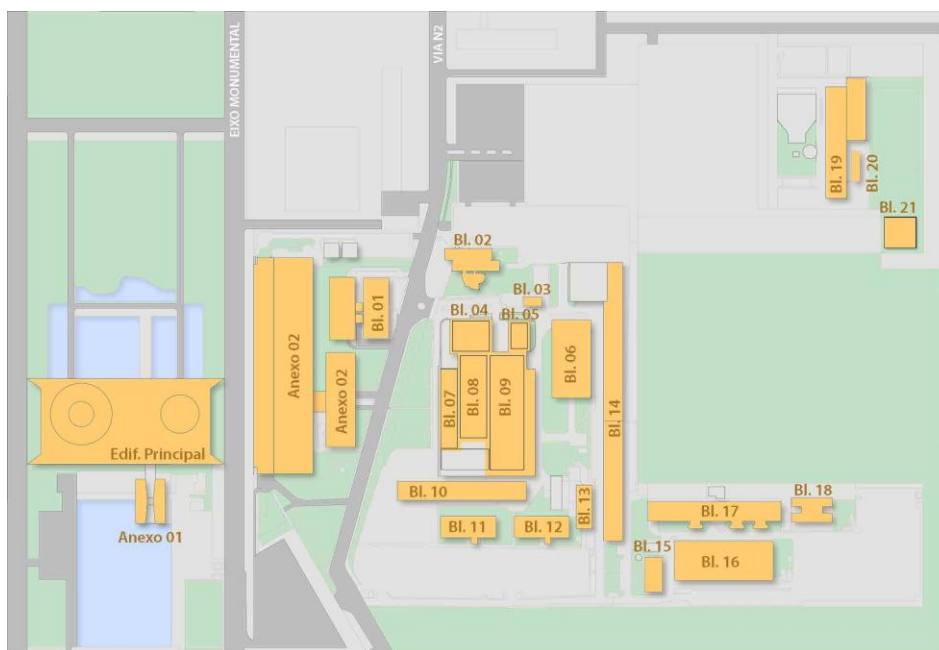 EIXO MONUMENTAL
VIA N2
Bl. 19
Bl. 20
Bl. 21
Bl. 02
Bl. 03
Bl. 01
Bl. 04
Bl. 05
Anexo 02
Anexo 02
Bl. 06
Bl. 07
Bl. 08
Bl. 09
Bl. 14
Edif. Principal
Anexo 01
Bl. 10
Bl. 11
Bl. 12
Bl. 13
Bl. 18
Bl. 17
Bl. 15
Bl. 16